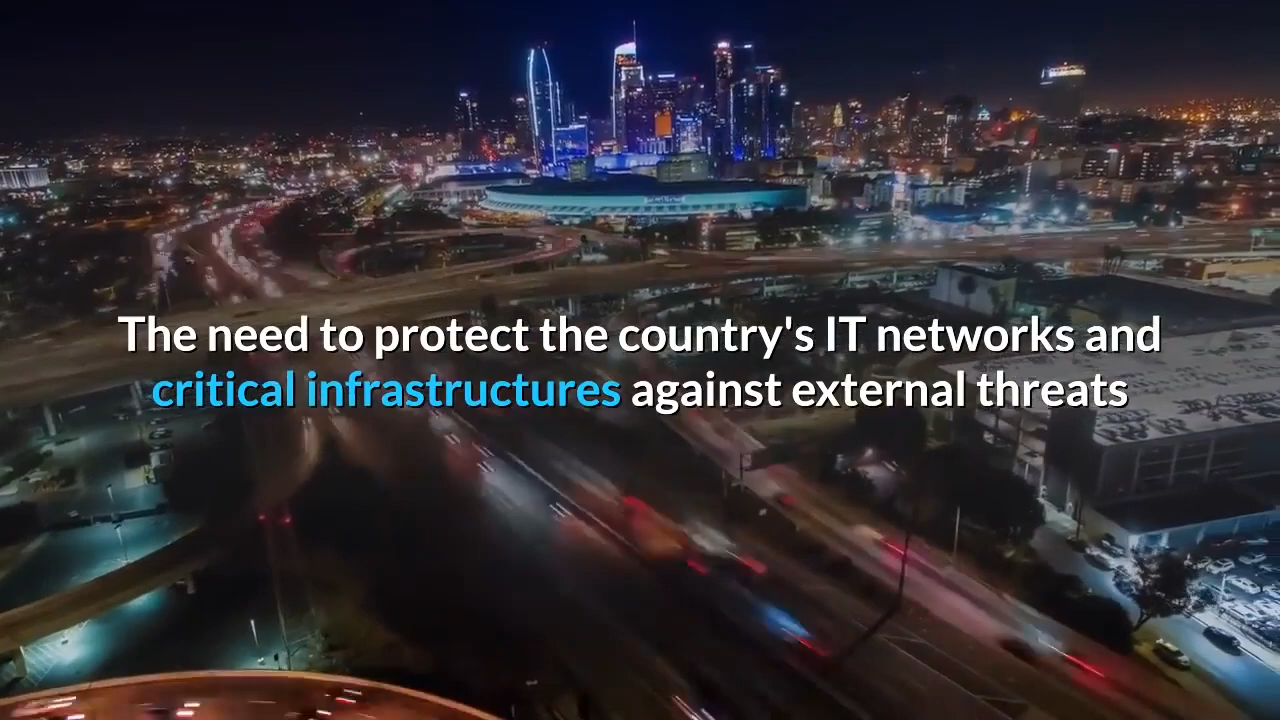 The need to protect the country's IT networks and
critical infrastructures against external threats